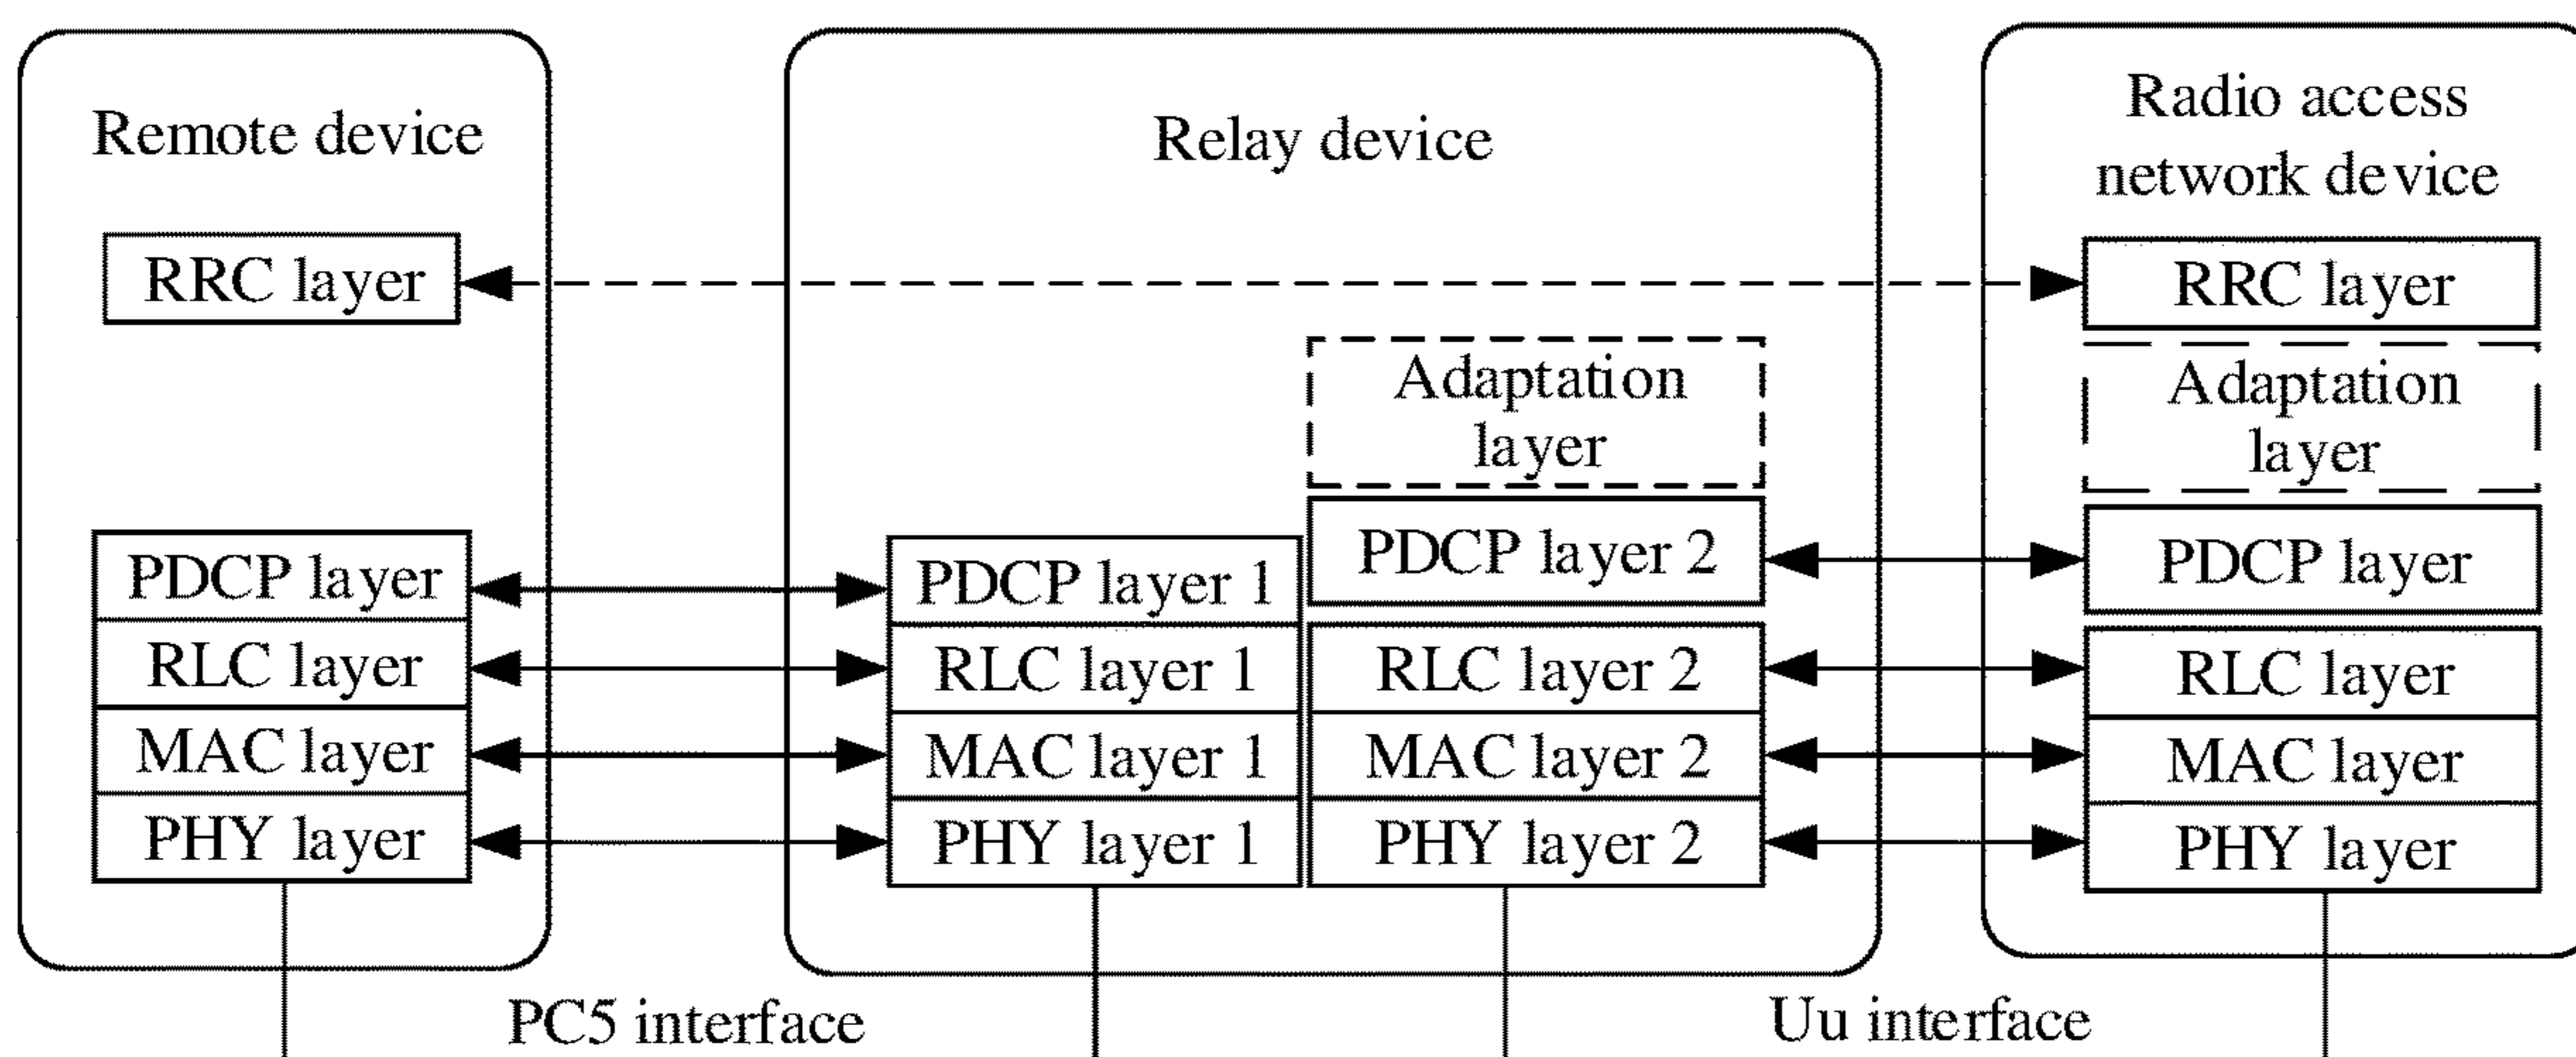 Remote device
RRC layer
PDCP layer
RLC layer
MAC layer
PHY layer
Relay device
PDCP layer 1
RLC layer 1
MAC layer 1
PHY layer 1
Adaptation
layer
PDCP layer 2
RLC layer 2
MAC layer 2
PHY layer 2
Radio access
network device
RRC layer
Adaptation
layer
PDCP layer
RLC layer
MAC layer
PHY layer
PC5 interface
Uu interface